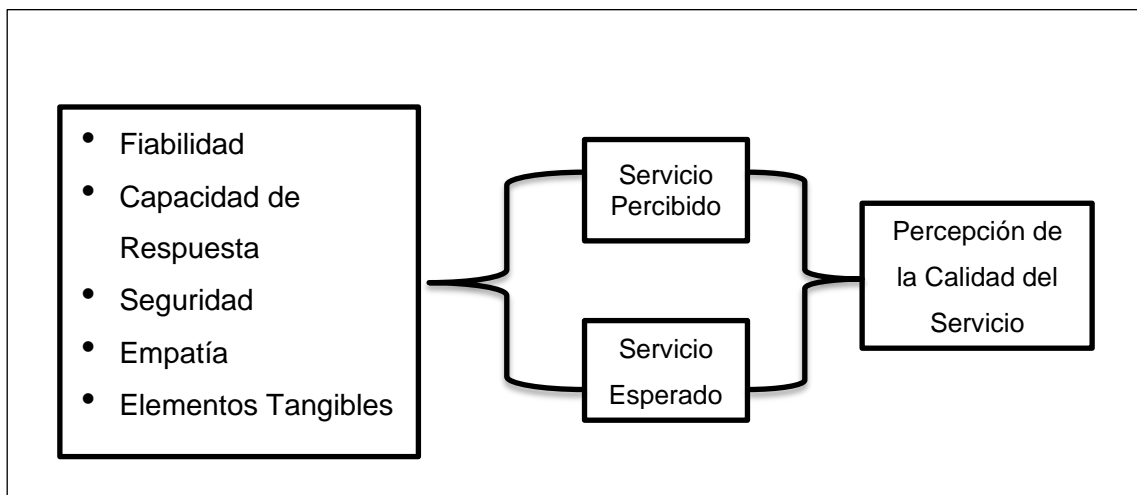 • Fiabilidad
• Capacidad de
Respuesta
• Seguridad
• Empatía
• Elementos Tangibles
Servicio
Percibido
Servicio
Esperado
Percepción de
la Calidad del
Servicio